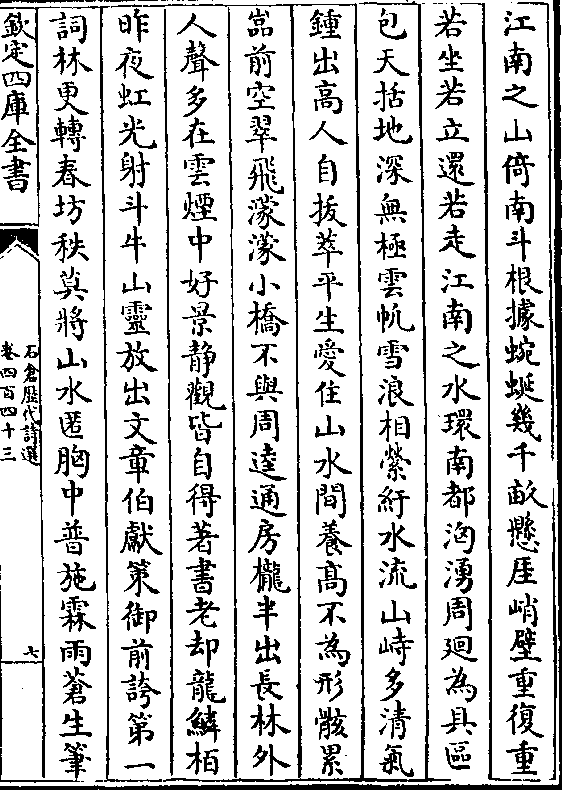 江南之山倚南斗根據蜿蜒幾千畝懸厓峭壁重復重
若坐若立還若走江南之水環南都洶湧周廻為具區
包天括地深無極雲帆雪浪相縈紆水流山峙多清氣
鍾出高人自拔萃平生愛住山水間養髙不為形骸累
嵓前空翠飛濛濛小橋不與周逵通房櫳半出長林外
人聲多在雲煙中好景静觀皆自得著書老却龍鱗栢
昨夜虹光射斗牛山靈放出文章伯獻策御前誇第一
詞林更轉春坊秩莫將山水匿胸中普施霖雨蒼生筆
欽定四庫全書
石倉歷代詩選
卷四百四十三
七